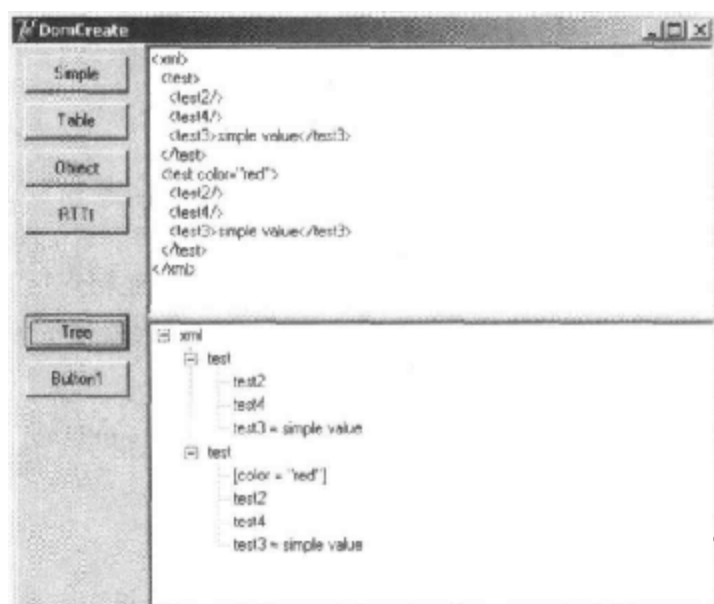 DomCreate
Simple
Table
Object
RTTI
Tree
Button1
<xml>
<test>
<test2/>
<test4/>
<test3>simple value</test3>
</test>
<test color="red">
<test2/>
<test4/>
<test3>simple value</test3>
</test>
</xml>
xml
test
test2
test4
test3 = simple value
test
[color = "red"]
test2
test4
test3 = simple value